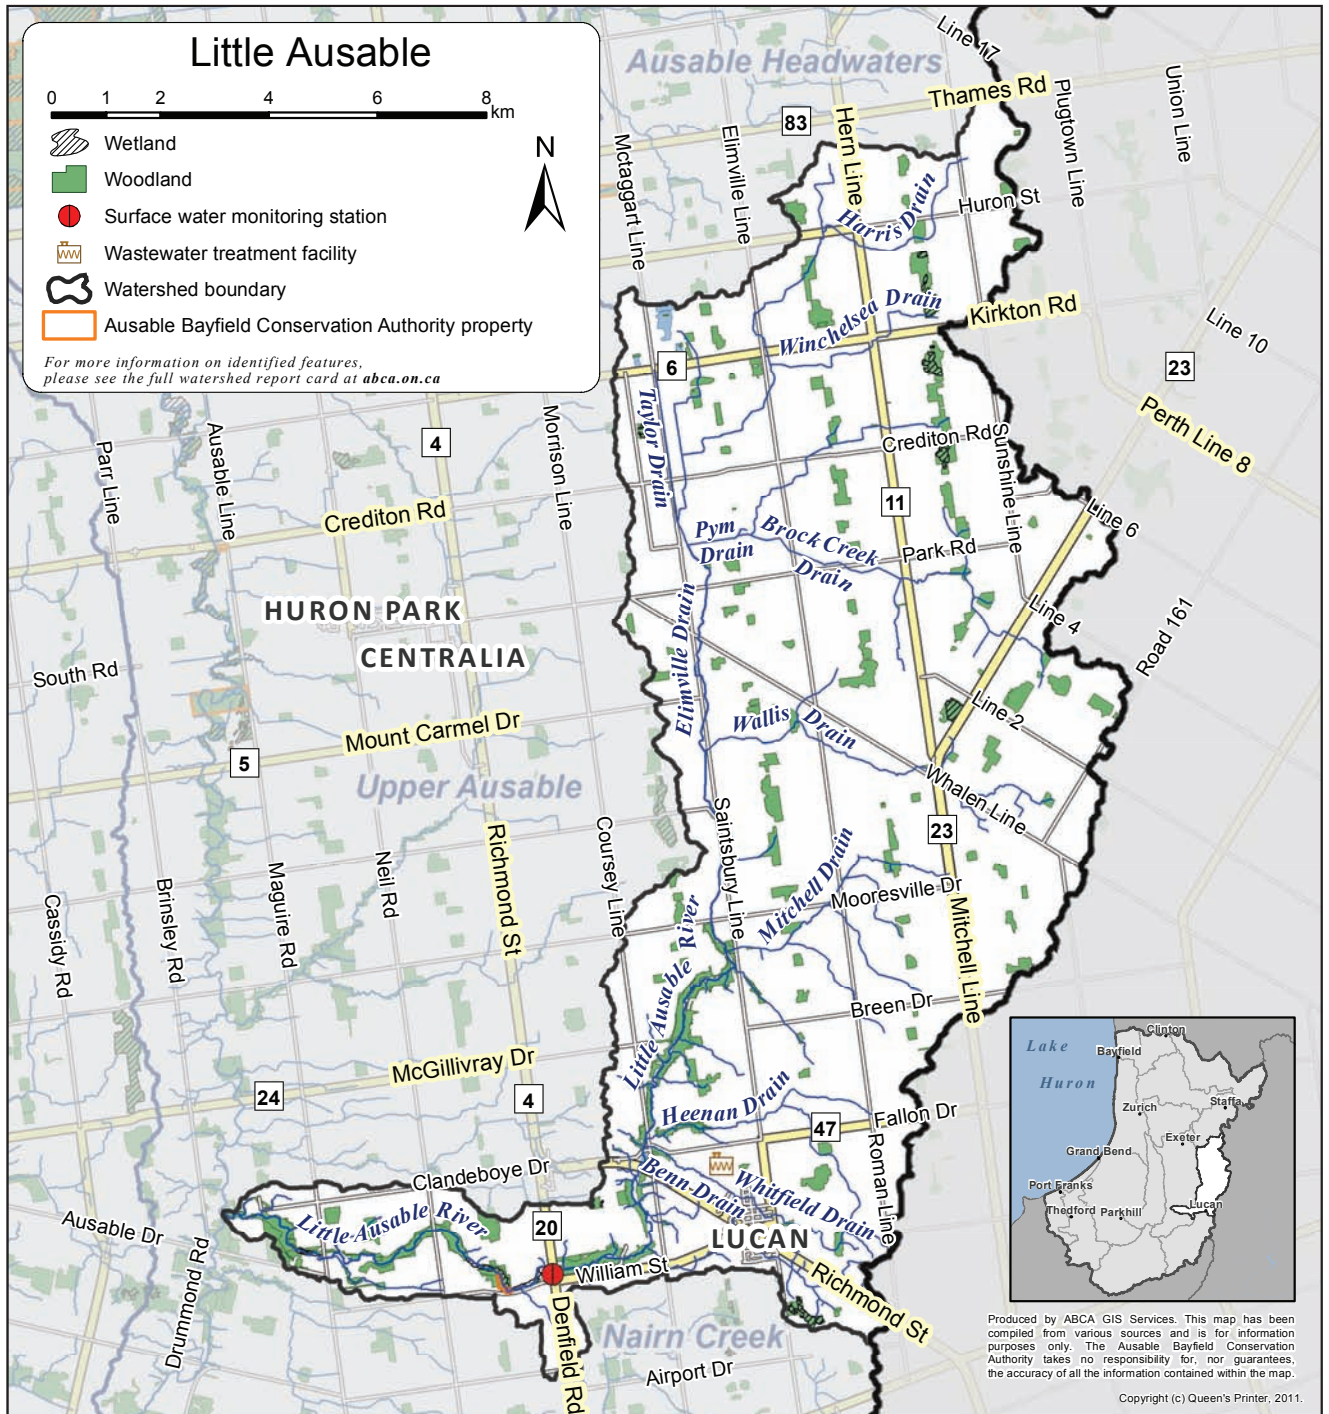 Little Ausable
0 1 2 4 6 8
km
Wetland
Woodland
Surface water monitoring station
Wastewater treatment facility
Watershed boundary
Ausable Bayfield Conservation Authority property
For more information on identified features,
please see the full watershed report card at abca.on.ca
N
Ausable Headwaters
Line 17
Thames Rd
83
Hern Line
Plugtown Line
Union Line
Mctaggart Line
Elimville Line
Harris Drain
Huron St
Winchelsea Drain
Kirkton Rd
Line 10
6
23
Taylor Drain
Perth Line 8
Parr Line
Ausable Line
4
Morrison Line
Crediton Rd
Sunshine Line
Crediton Rd
11
Line 6
Pym
Drain
Brock Creek
Drain
Park Rd
HURON PARK
CENTRALIA
Line 4
Road 161
South Rd
Elimville Drain
Mount Carmel Dr
Wallis Drain
Line 2
5
Upper Ausable
Whalen Line
Richmond St
Coursey Line
Saintsbury Line
23
Cassidy Rd
Brinsley Rd
Maguire Rd
Neil Rd
Mitchell Drain
Mooresville Dr
Mitchell Line
Little Ausable River
Breen Dr
McGillivray Dr
24
4
Heenan Drain
47
Fallon Dr
Roman Line
Clandeboye Dr
Benn Drain
Whitfield Drain
Ausable Dr
Little Ausable River
20
LUCAN
Drummond Rd
William St
Richmond St
Denfield Rd
Nairn Creek
Airport Dr
Lake
Huron
Clinton
Bayfield
Zurich
Staffa
Exeter
Grand Bend
Port Franks
Thedford
Parkhill
Lucan
Produced by ABCA GIS Services. This map has been
compiled from various sources and is for information
purposes only. The Ausable Bayfield Conservation
Authority takes no responsibility for, nor guarantees,
the accuracy of all the information contained within the map.
Copyright (c) Queen's Printer, 2011.